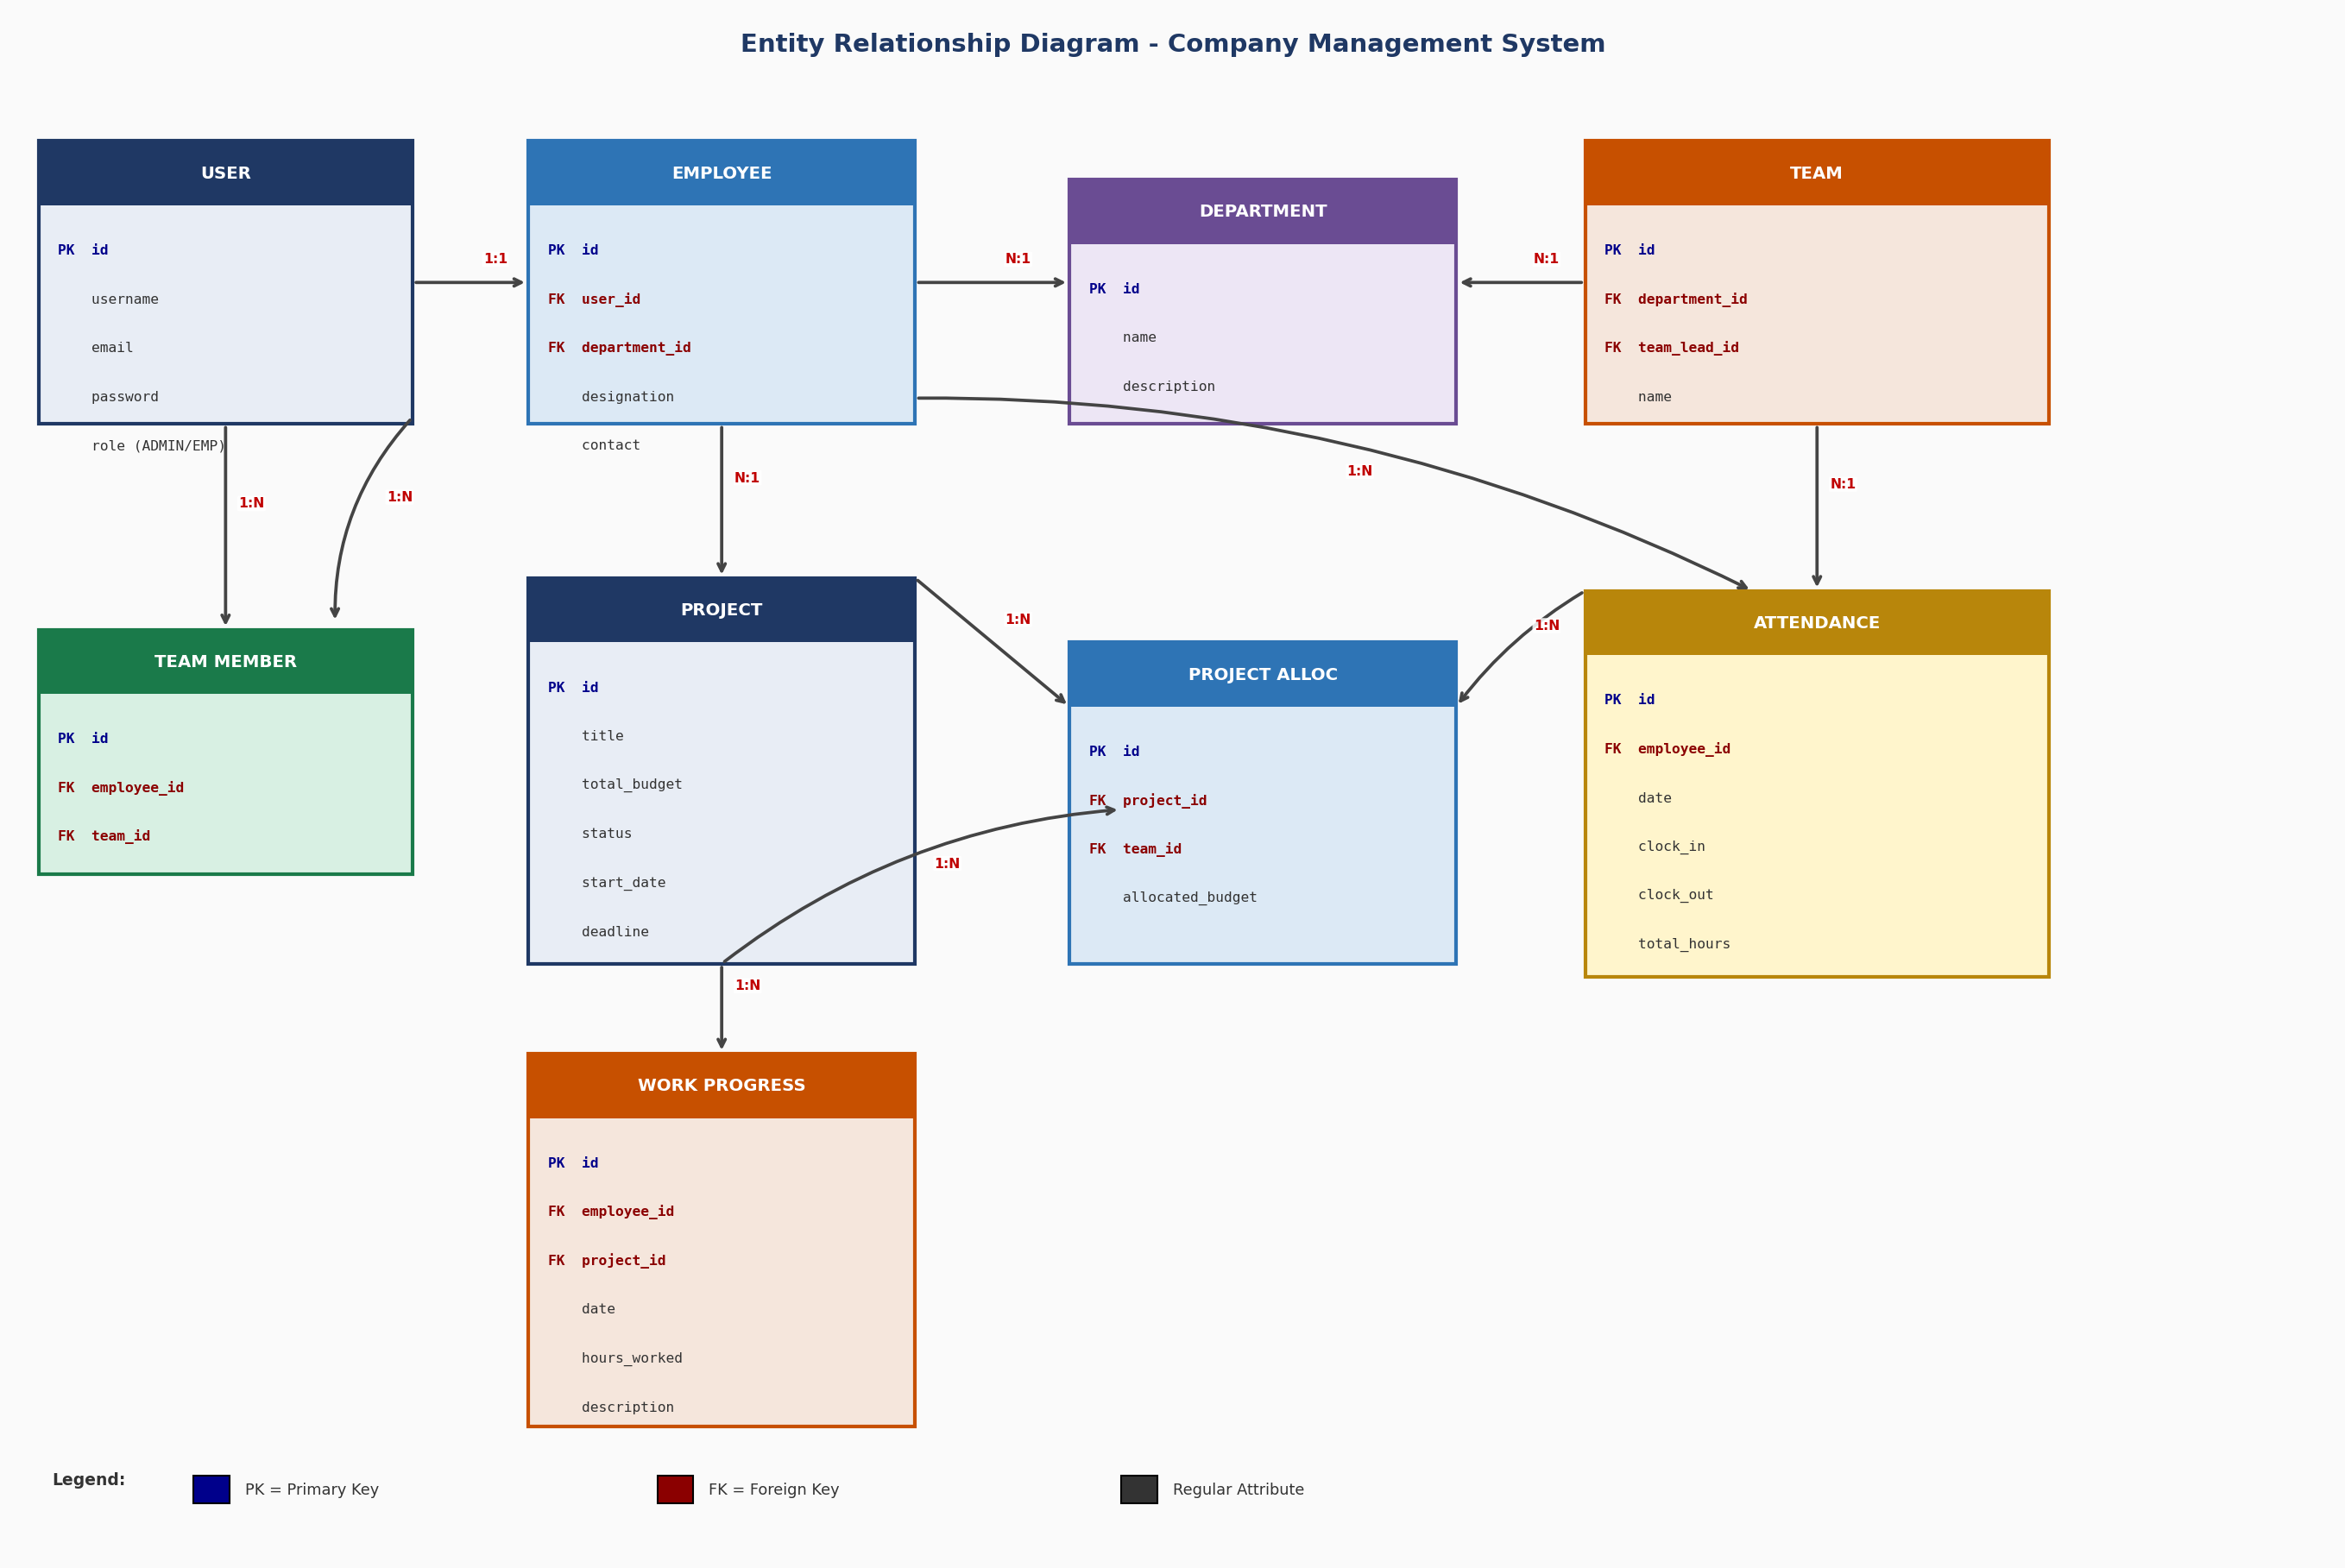 Entity Relationship Diagram - Company Management System
USER
PK id
username
email
password
role (ADMIN/EMP)
1:1
EMPLOYEE
PK id
FK user_id
FK department_id
designation
contact
N:1
DEPARTMENT
PK id
name
description
N:1
TEAM
PK id
FK department_id
FK team_lead_id
name
1:N
1:N
N:1
1:N
N:1
TEAM MEMBER
PK id
FK employee_id
FK team_id
PROJECT
PK id
title
total_budget
status
start_date
deadline
1:N
1:N
PROJECT ALLOC
PK id
FK project_id
FK team_id
allocated_budget
1:N
ATTENDANCE
PK id
FK employee_id
date
clock_in
clock_out
total_hours
1:N
WORK PROGRESS
PK id
FK employee_id
FK project_id
date
hours_worked
description
Legend:
PK = Primary Key
FK = Foreign Key
Regular Attribute